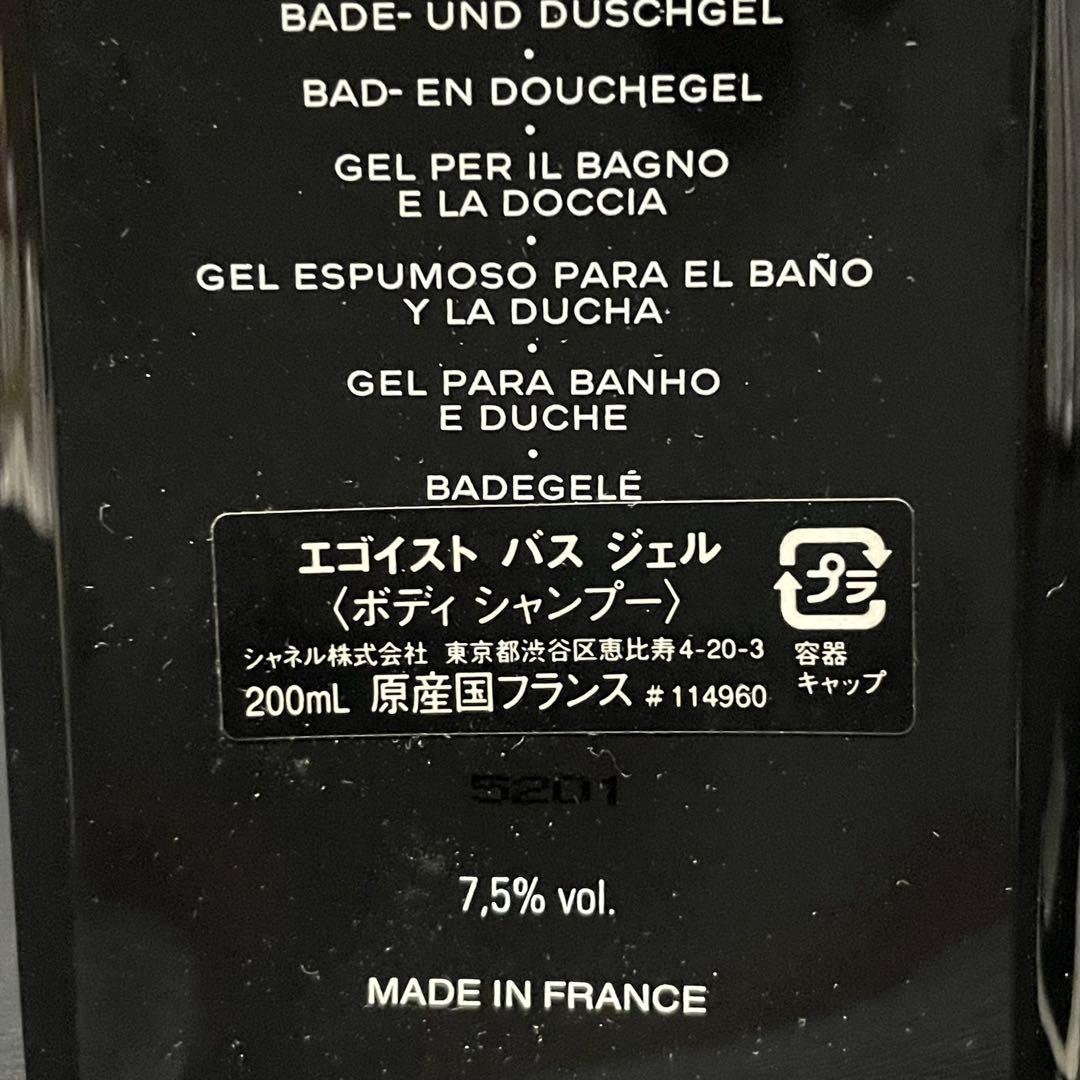 BADE- UND DUSCHGEL
•
BAD- EN DOUCHEGEL
•
GEL PER IL BAGNO
E LA DOCCIA
•
GEL ESPUMOSO PARA EL BAÑO
Y LA DUCHA
•
GEL PARA BANHO
E DUCHE
•
BADEGELÉ
エゴイスト バス ジェル
〈ボディ シャンプー〉
シャネル株式会社 東京都渋谷区恵比寿4-20-3
200mL 原産国フランス #114960
プラ
容器
キャップ
5201
7,5% vol.
MADE IN FRANCE